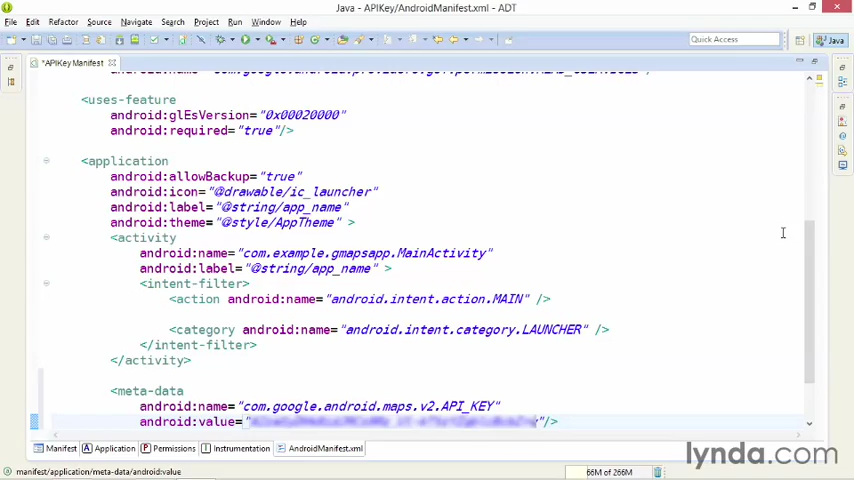 Java - APIKey/AndroidManifest.xml - ADT
File Edit Refactor Source Navigate Search Project Run Window Help
Quick Access
Java
*APIKey Manifest
<uses-feature
android:glEsVersion="0x00020000"
android:required="true"/>
<application
android:allowBackup="true"
android:icon="@drawable/ic_launcher"
android:label="@string/app_name"
android:theme="@style/AppTheme" >
<activity
android:name="com.example.gmapsapp.MainActivity"
android:label="@string/app_name" >
<intent-filter>
<action android:name="android.intent.action.MAIN" />
<category android:name="android.intent.category.LAUNCHER" />
</intent-filter>
</activity>
<meta-data
android:name="com.google.android.maps.v2.API_KEY"
android:value=" "/>
Manifest Application Permissions Instrumentation AndroidManifest.xml
manifest/application/meta-data/android:value
66M of 266M
lynda.com